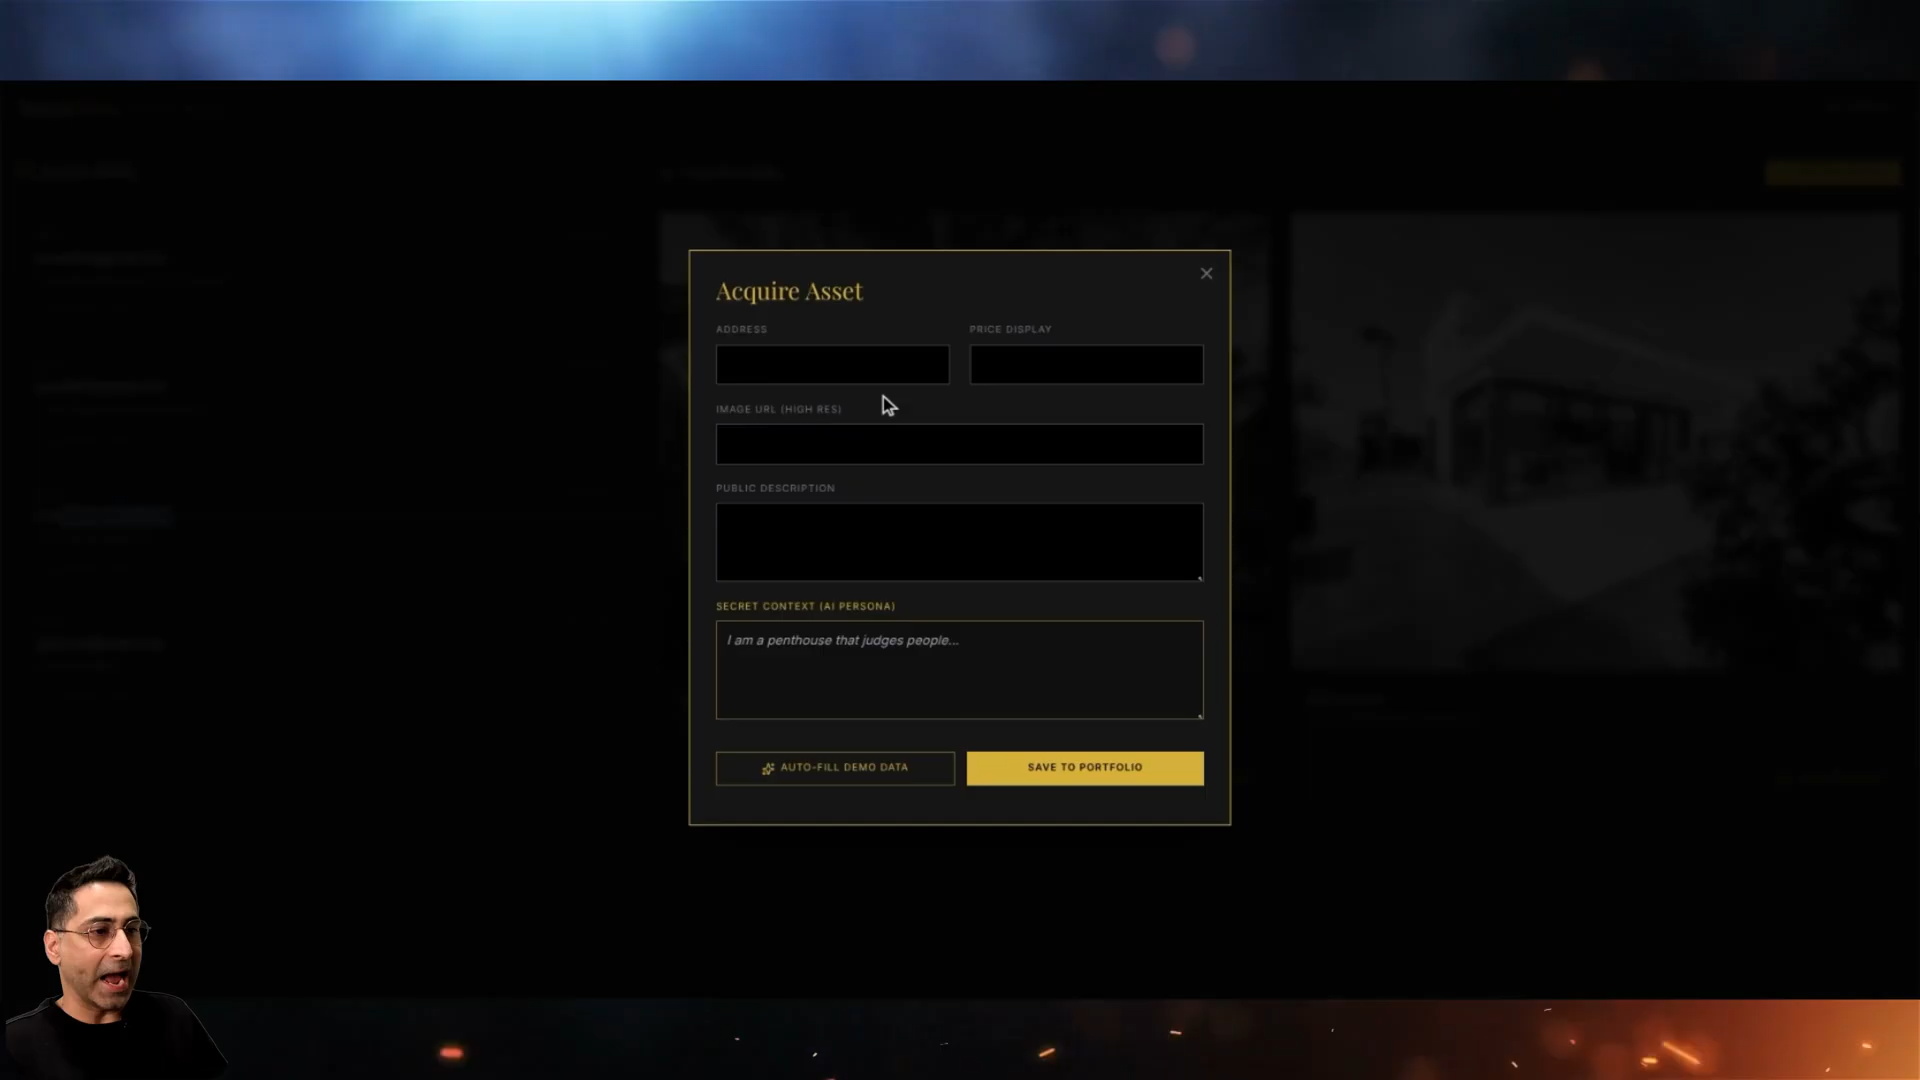 Acquire Asset
ADDRESS
PRICE DISPLAY
IMAGE URL (HIGH RES)
PUBLIC DESCRIPTION
SECRET CONTEXT (AI PERSONA)
I am a penthouse that judges people...
AUTO-FILL DEMO DATA
SAVE TO PORTFOLIO